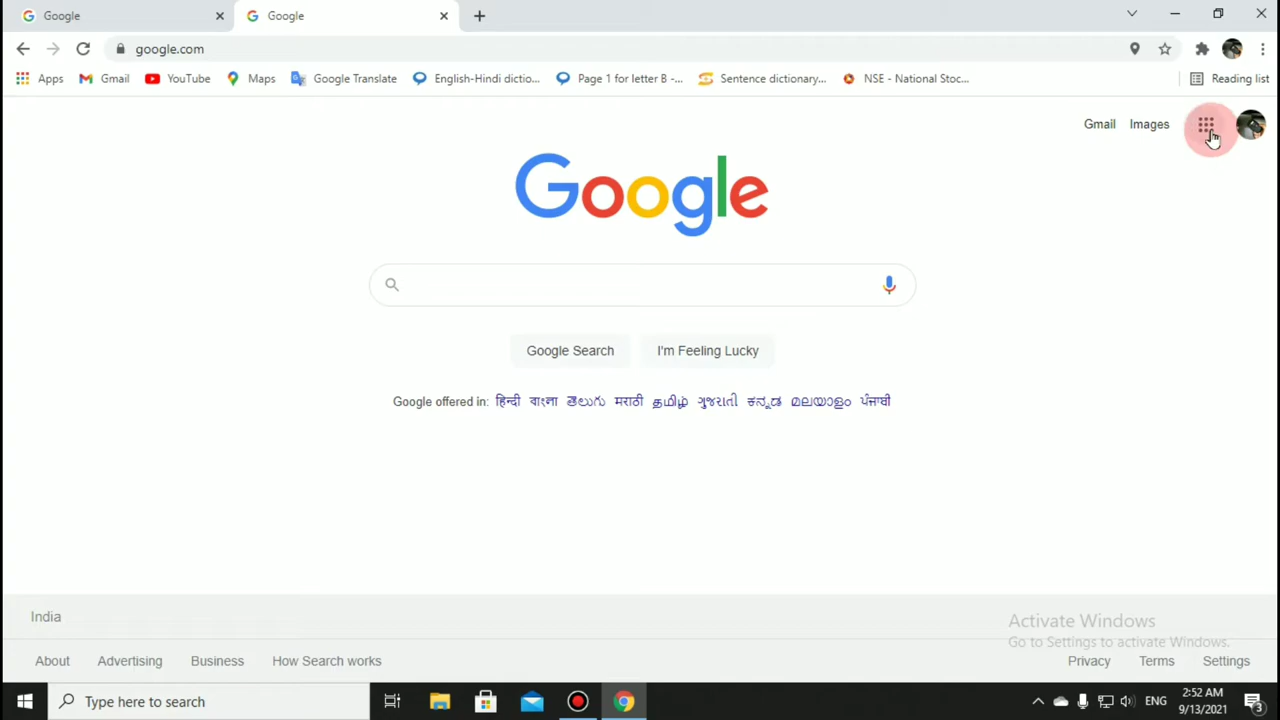 Google
Google
google.com
Apps
Gmail
YouTube
Maps
Google Translate
English-Hindi dictio...
Page 1 for letter B -...
Sentence dictionary...
NSE - National Stoc...
Reading list
Gmail
Images
Google
Google Search
I'm Feeling Lucky
Google offered in: हिन्दी বাংলা తెలుగు मराठी தமிழ் ગુજરાતી ಕನ್ನಡ മലയാളം ਪੰਜਾਬੀ
India
Activate Windows
Go to Settings to activate Windows.
About
Advertising
Business
How Search works
Privacy
Terms
Settings
Type here to search
ENG
2:52 AM
9/13/2021
3